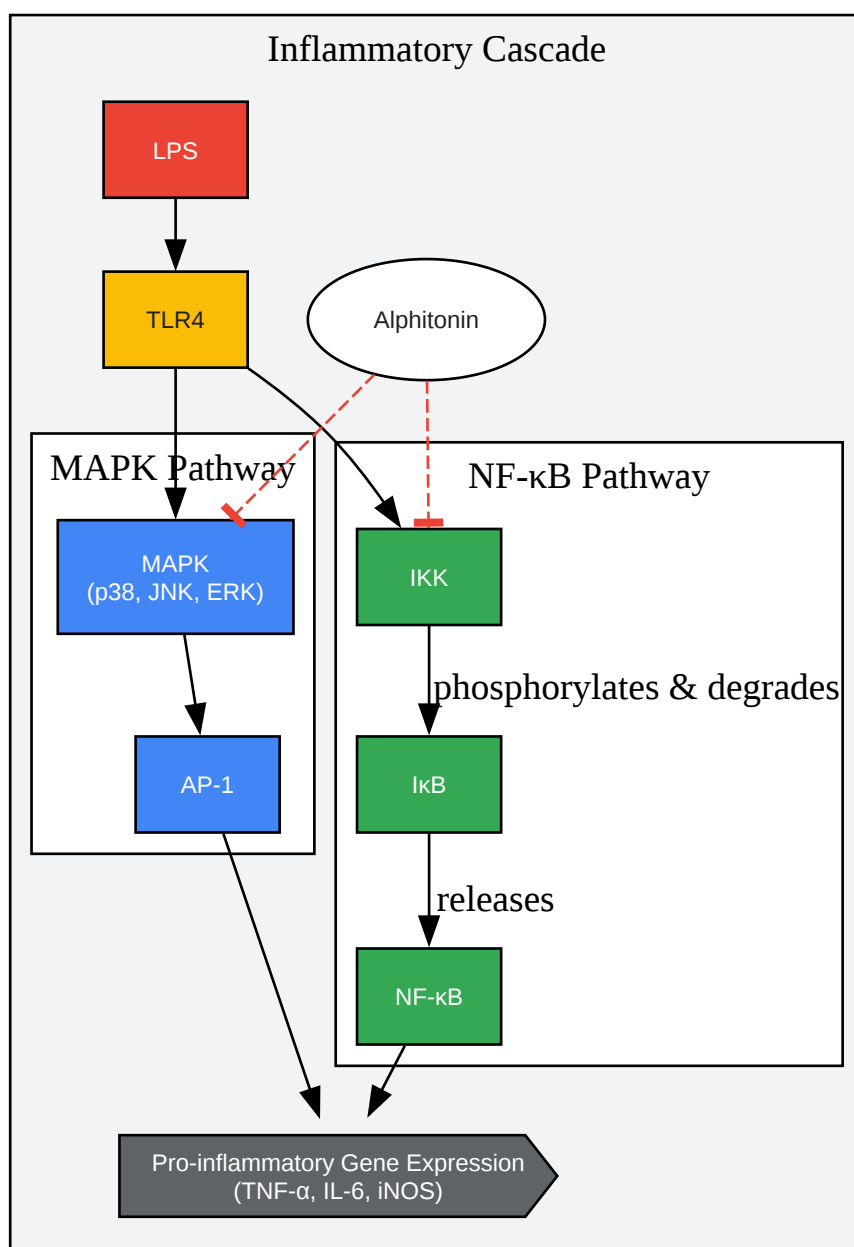 Inflammatory Cascade
LPS
TLR4
Alphitonin
MAPK Pathway
NF-κB Pathway
MAPK
(p38, JNK, ERK)
IKK
phosphorylates & degrades
AP-1
IκB
releases
NF-κB
Pro-inflammatory Gene Expression
(TNF-α, IL-6, iNOS)